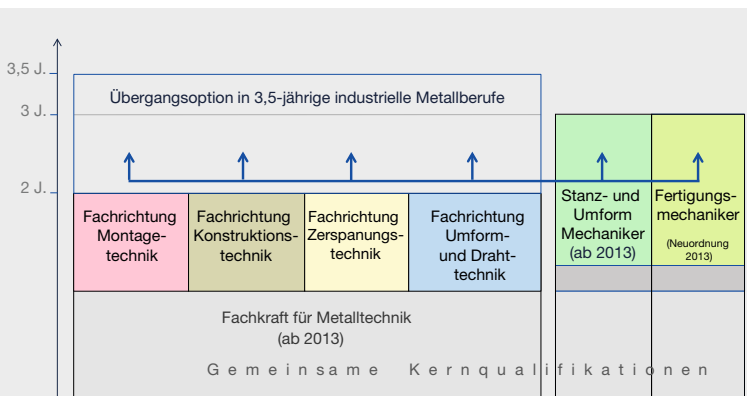 3,5 J.
Übergangsoption in 3,5-jährige industrielle Metallberufe
3 J.
2 J.
Fachrichtung
Montage-
technik
Fachrichtung
Konstruktions-
technik
Fachrichtung
Zerspanungs-
technik
Fachrichtung
Umform-
und Draht-
technik
Stanz- und
Umform
Mechaniker
(ab 2013)
Fertigungs-
mechaniker
(Neuordnung
2013)
Fachkraft für Metalltechnik
(ab 2013)
Gemeinsame Kernqualifikationen